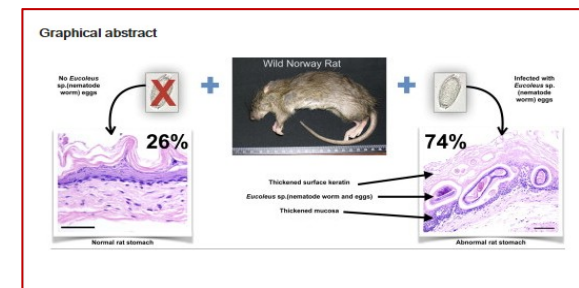 Graphical abstract
No Eucoleus
sp.(nematode
worm) eggs
Wild Norway Rat
Infected with
Eucoleus sp.
(nematode
worm) eggs
26%
74%
Thickened surface keratin
Eucoleus sp.(nematode worm and eggs)
Thickened mucosa
Normal rat stomach
Abnormal rat stomach